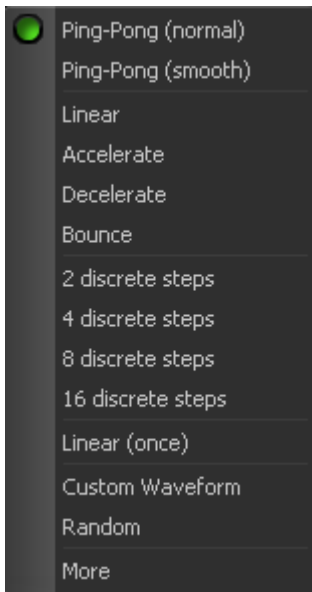 Ping-Pong (normal)
Ping-Pong (smooth)
Linear
Accelerate
Decelerate
Bounce
2 discrete steps
4 discrete steps
8 discrete steps
16 discrete steps
Linear (once)
Custom Waveform
Random
More